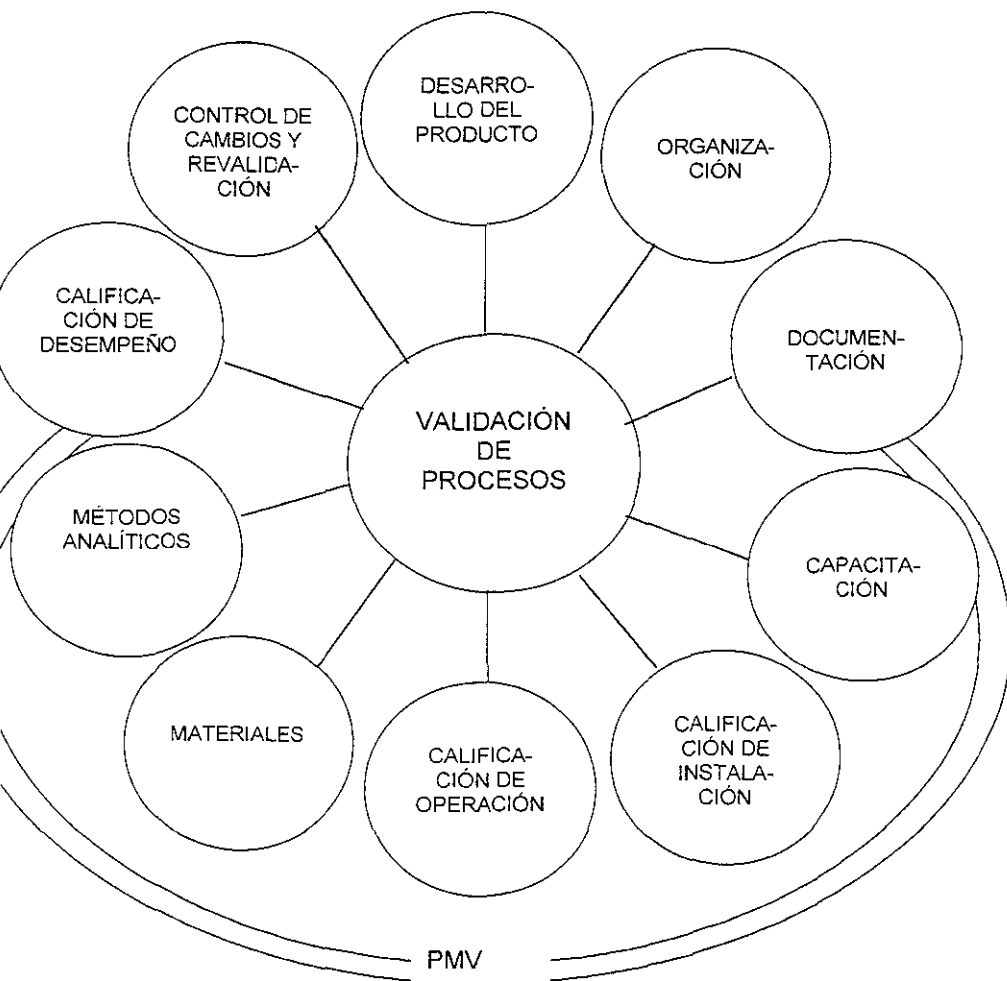 DESARRO-
LLO DEL
PRODUCTO
ORGANIZA-
CIÓN
DOCUMEN-
TACIÓN
CAPACITA-
CIÓN
CALIFICA-
CIÓN DE
INSTALA-
CIÓN
CALIFICA-
CIÓN DE
OPERACIÓN
MATERIALES
MÉTODOS
ANALÍTICOS
CALIFICA-
CIÓN DE
DESEMPEÑO
CONTROL DE
CAMBIOS Y
REVALIDA-
CIÓN
VALIDACIÓN
DE
PROCESOS
PMV